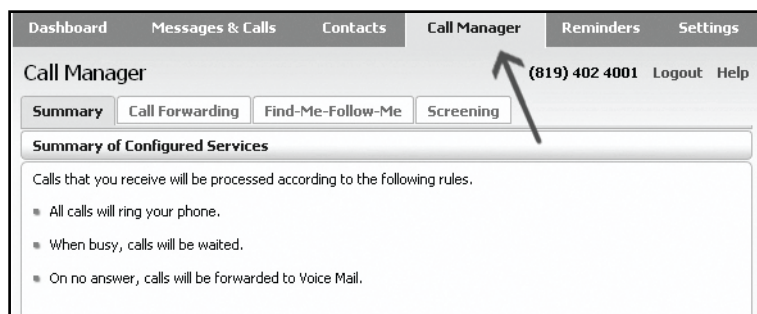 Dashboard Messages & Calls Contacts Call Manager Reminders Settings
Call Manager (819) 402 4001 Logout Help
Summary Call Forwarding Find-Me-Follow-Me Screening
Summary of Configured Services
Calls that you receive will be processed according to the following rules.
All calls will ring your phone.
When busy, calls will be waited.
On no answer, calls will be forwarded to Voice Mail.